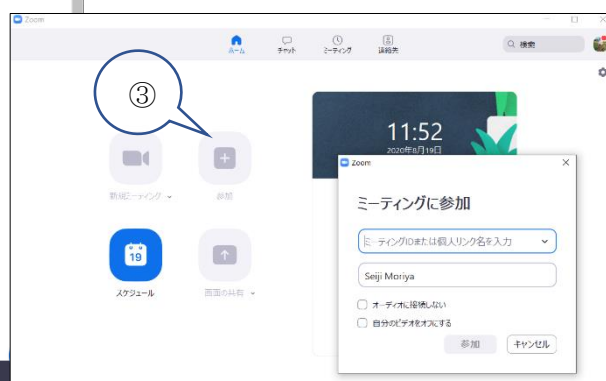 Zoom
ホーム
チャット
ミーティング
連絡先
検索
③
11:52
2020年8月19日
新規ミーティング
参加
19
スケジュール
画面の共有
Zoom
ミーティングに参加
ミーティングIDまたは個人リンク名を入力
Seiji Moriya
オーディオに接続しない
自分のビデオをオフにする
参加
キャンセル